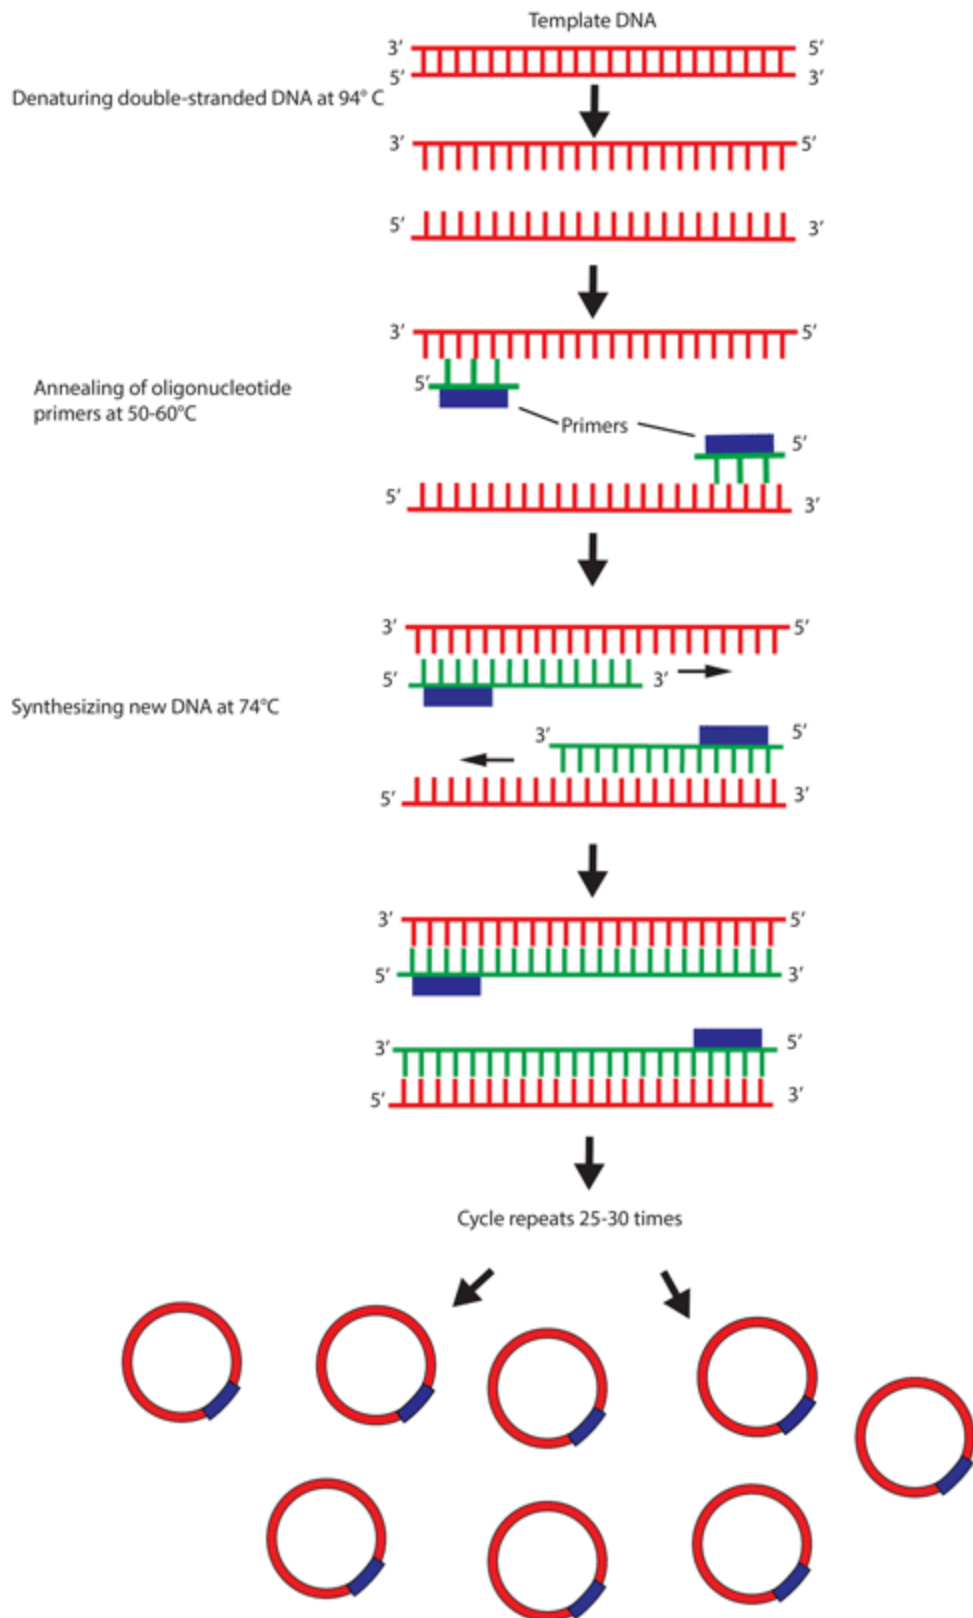 Template DNA
3′ 5′
5′ 3′
Denaturing double-stranded DNA at 94° C
3′ 5′
5′ 3′
3′ 5′
5′
Annealing of oligonucleotide
primers at 50-60°C
Primers
5′
5′ 3′
3′ 5′
5′ 3′
Synthesizing new DNA at 74°C
3′ 5′
5′ 3′
3′ 5′
5′ 3′
3′ 5′
5′ 3′
Cycle repeats 25-30 times